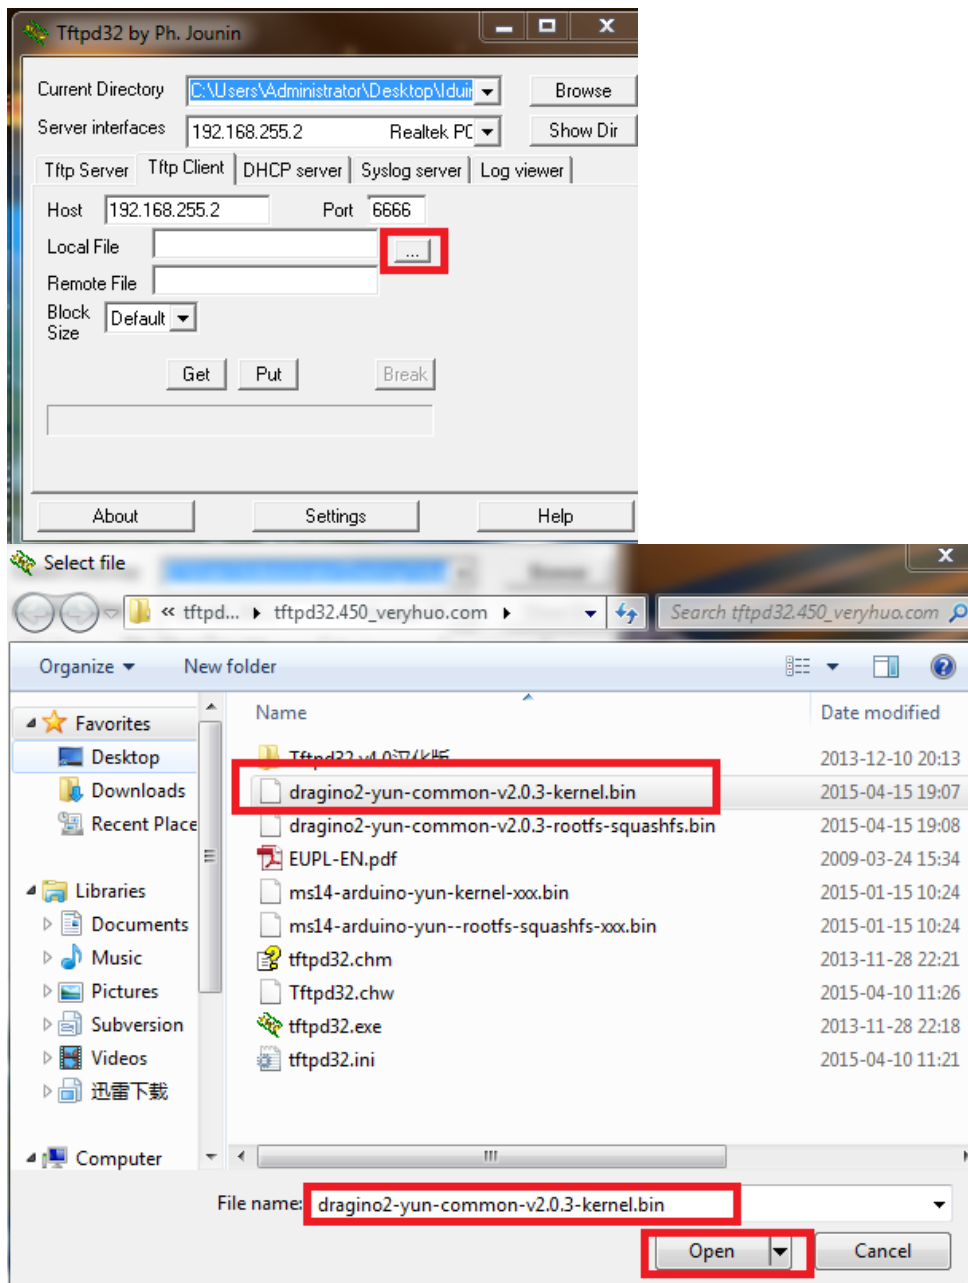 Tftpd32 by Ph. Jounin
Current Directory C:\Users\Administrator\Desktop\Iduin Browse
Server interfaces 192.168.255.2 Realtek PC Show Dir
Tftp Server Tftp Client DHCP server Syslog server Log viewer
Host 192.168.255.2 Port 6666
Local File ...
Remote File
Block
Size
Default
Get Put Break
About Settings Help
Select file
« tftpd... tftpd32.450_veryhuo.com Search tftpd32.450_veryhuo.com
Organize New folder
Name Date modified
Favorites
Desktop
Downloads
Recent Place
Libraries
Documents
Music
Pictures
Subversion
Videos
迅雷下载
Computer
Tftpd32 v4.0汉化版 2013-12-10 20:13
dragino2-yun-common-v2.0.3-kernel.bin 2015-04-15 19:07
dragino2-yun-common-v2.0.3-rootfs-squashfs.bin 2015-04-15 19:08
EUPL-EN.pdf 2009-03-24 15:34
ms14-arduino-yun-kernel-xxx.bin 2015-01-15 10:24
ms14-arduino-yun--rootfs-squashfs-xxx.bin 2015-01-15 10:24
tftpd32.chm 2013-11-28 22:21
Tftpd32.chw 2015-04-10 11:26
tftpd32.exe 2013-11-28 22:18
tftpd32.ini 2015-04-10 11:21
File name: dragino2-yun-common-v2.0.3-kernel.bin
Open Cancel